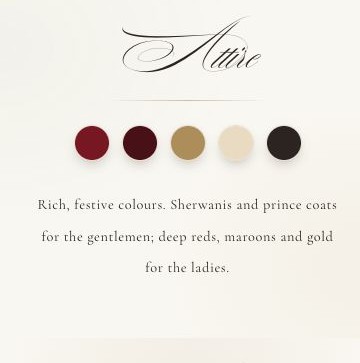 Attire
Rich, festive colours. Sherwanis and prince coats
for the gentlemen; deep reds, maroons and gold
for the ladies.